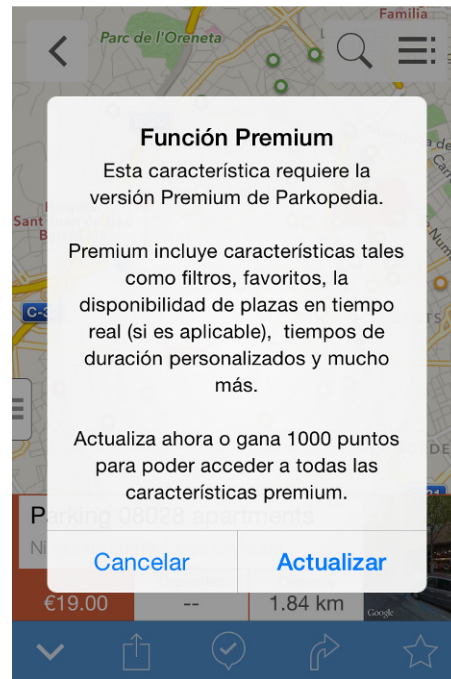 Familia
Parc de l'Oreneta
Función Premium
Esta característica requiere la
versión Premium de Parkopedia.
Premium incluye características tales
como filtros, favoritos, la
disponibilidad de plazas en tiempo
real (si es aplicable), tiempos de
duración personalizados y mucho
más.
Actualiza ahora o gana 1000 puntos
para poder acceder a todas las
características premium.
Sant
Parking 08028 apartments
Cancelar
Actualizar
€19.00
--
1.84 km
Google